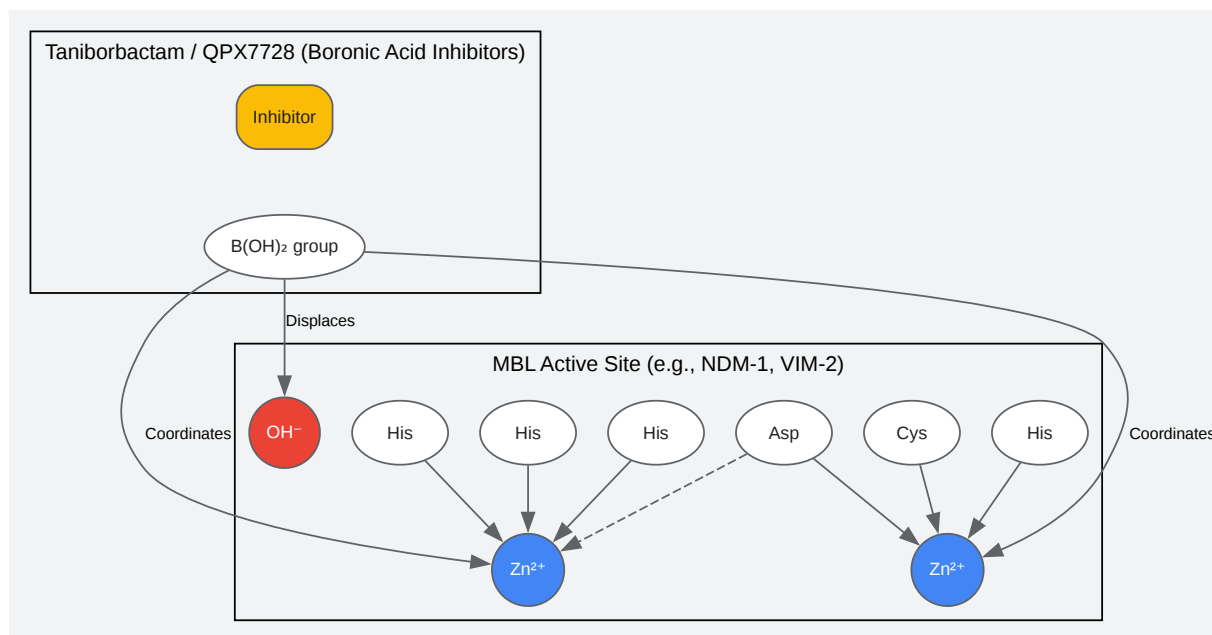 Taniborbactam / QPX7728 (Boronic Acid Inhibitors)
Inhibitor
B(OH)₂ group
Displaces
MBL Active Site (e.g., NDM-1, VIM-2)
Coordinates
OH⁻
His
His
His
Asp
Cys
His
Coordinates
Zn²⁺
Zn²⁺